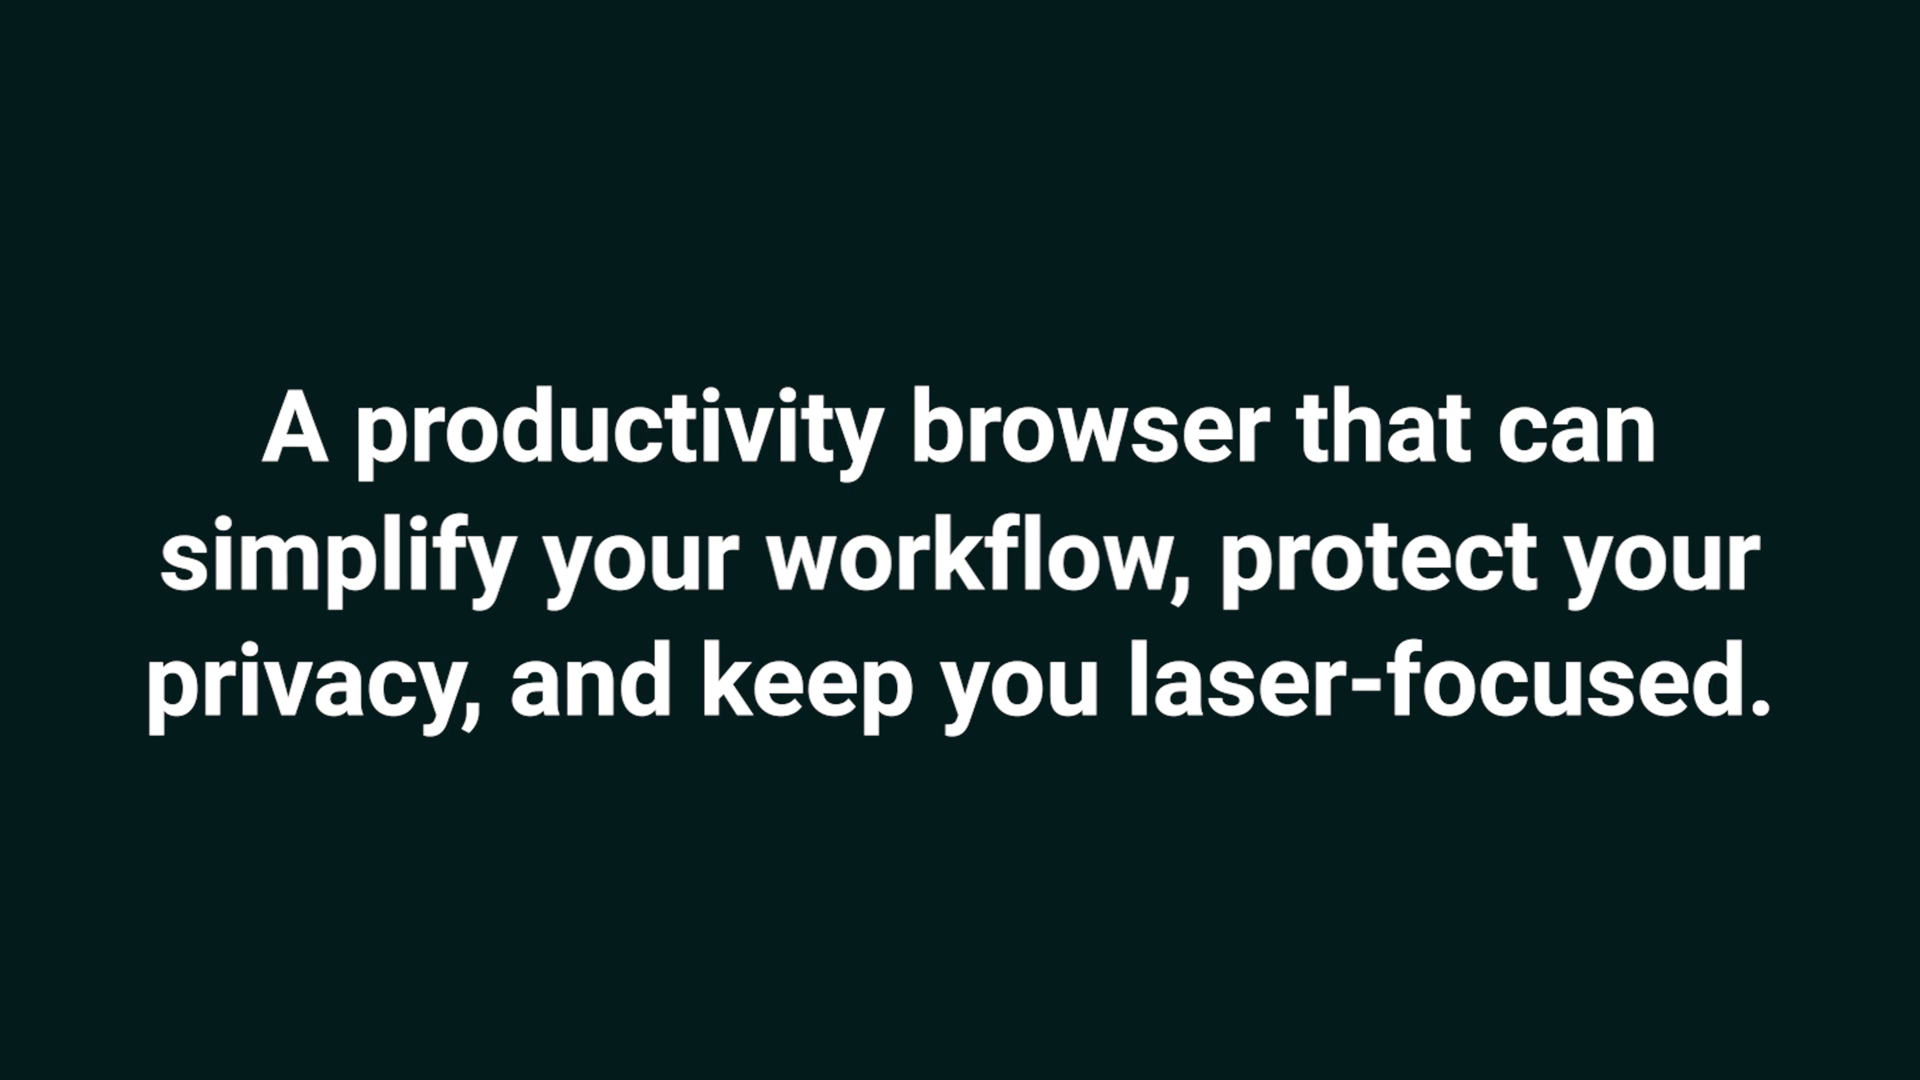 A productivity browser that can
simplify your workflow, protect your
privacy, and keep you laser-focused.